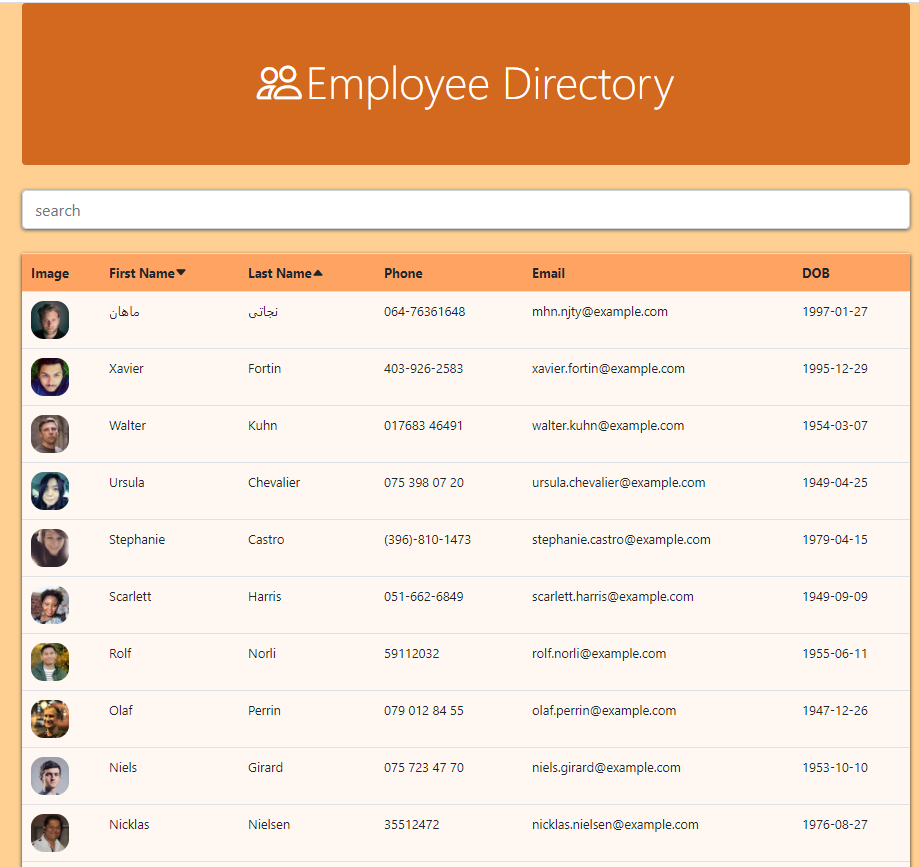 Employee Directory
search
Image First Name Last Name Phone Email DOB
ماهان نجاتی 064-76361648 mhn.njty@example.com 1997-01-27
Xavier Fortin 403-926-2583 xavier.fortin@example.com 1995-12-29
Walter Kuhn 017683 46491 walter.kuhn@example.com 1954-03-07
Ursula Chevalier 075 398 07 20 ursula.chevalier@example.com 1949-04-25
Stephanie Castro (396)-810-1473 stephanie.castro@example.com 1979-04-15
Scarlett Harris 051-662-6849 scarlett.harris@example.com 1949-09-09
Rolf Norli 59112032 rolf.norli@example.com 1955-06-11
Olaf Perrin 079 012 84 55 olaf.perrin@example.com 1947-12-26
Niels Girard 075 723 47 70 niels.girard@example.com 1953-10-10
Nicklas Nielsen 35512472 nicklas.nielsen@example.com 1976-08-27